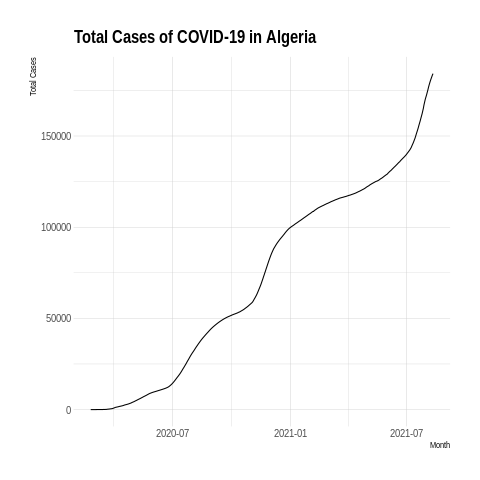 Total Cases of COVID-19 in Algeria
Total Cases
150000
100000
50000
0
2020-07
2021-01
2021-07
Month